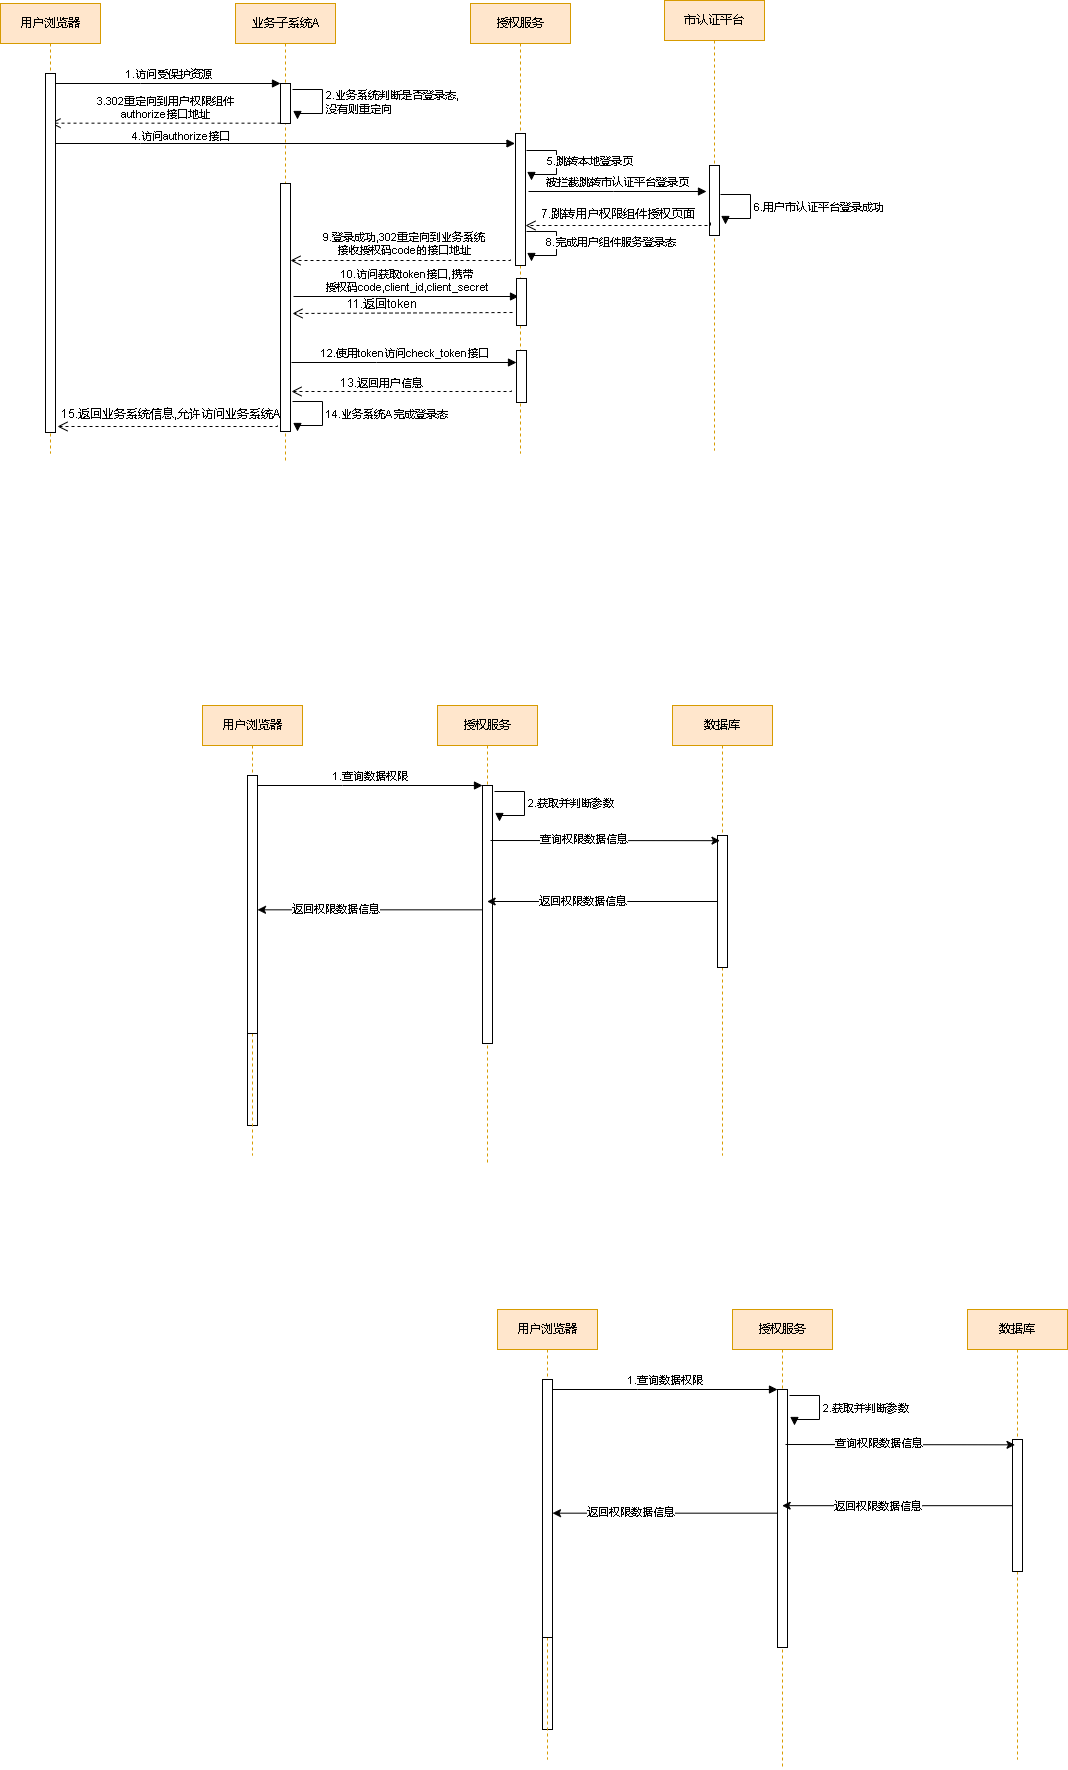 用户浏览器
业务子系统A
授权服务
市认证平台
1.访问受保护资源
2.业务系统判断是否登录态,
没有则重定向
3.302重定向到用户权限组件
authorize接口地址
4.访问authorize接口
5.跳转本地登录页
被拦截跳转市认证平台登录页
6.用户市认证平台登录成功
7.跳转用户权限组件授权页面
8.完成用户组件服务登录态
9.登录成功,302重定向到业务系统
接收授权码code的接口地址
10.访问获取token接口,携带
授权码code,client_id,client_secret
11.返回token
12.使用token访问check_token接口
13.返回用户信息
14.业务系统A完成登录态
15.返回业务系统信息,允许访问业务系统A
用户浏览器
授权服务
数据库
1.查询数据权限
2.获取并判断参数
查询权限数据信息
返回权限数据信息
返回权限数据信息
用户浏览器
授权服务
数据库
1.查询数据权限
2.获取并判断参数
查询权限数据信息
返回权限数据信息
返回权限数据信息